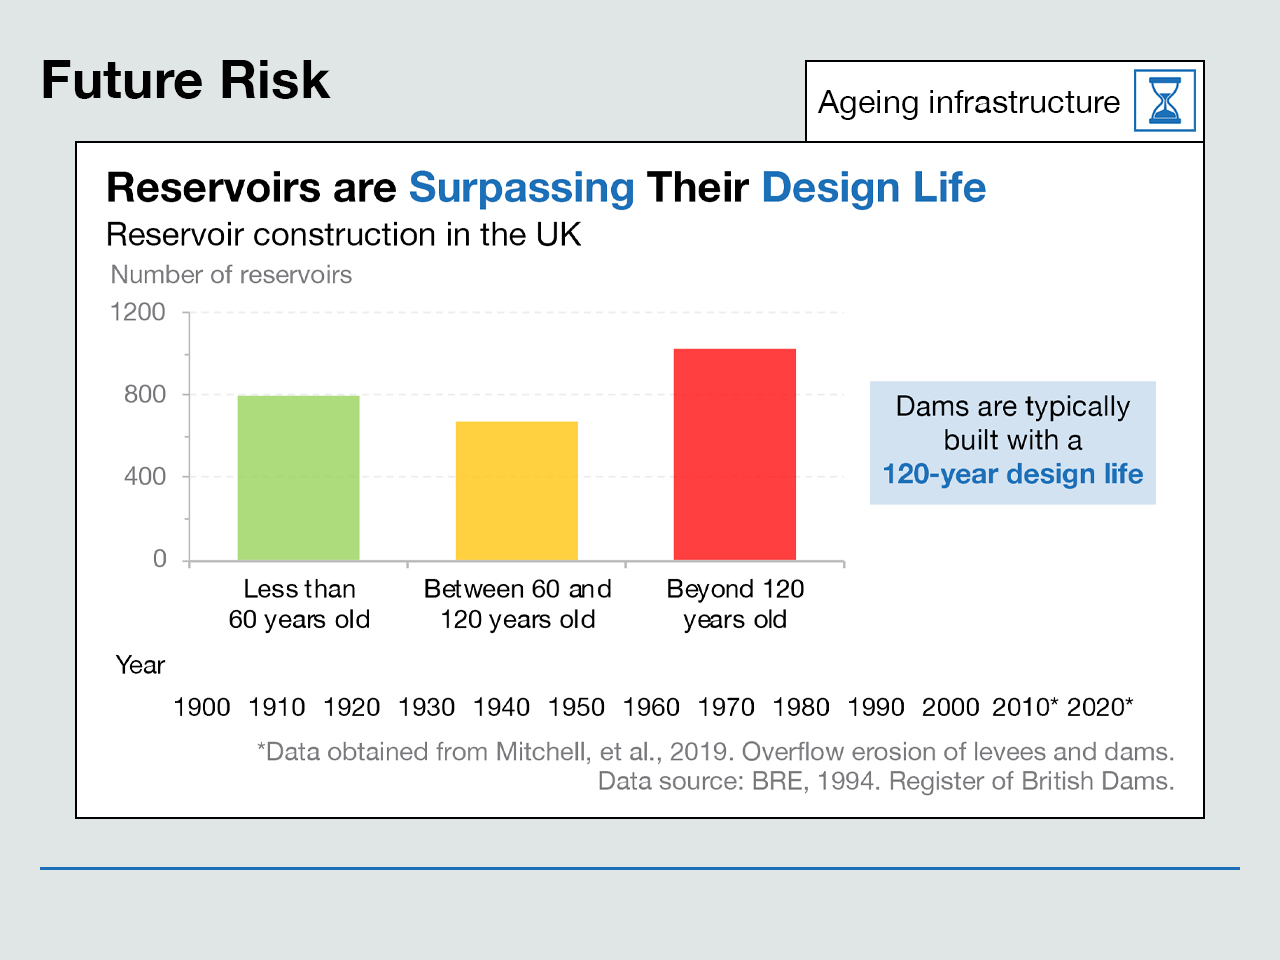 Future Risk
Ageing infrastructure
Reservoirs are Surpassing Their Design Life
Reservoir construction in the UK
Number of reservoirs
1200
800
400
0
Less than
60 years old
Between 60 and
120 years old
Beyond 120
years old
Dams are typically
built with a
120-year design life
Year
1900 1910 1920 1930 1940 1950 1960 1970 1980 1990 2000 2010* 2020*
*Data obtained from Mitchell, et al., 2019. Overflow erosion of levees and dams.
Data source: BRE, 1994. Register of British Dams.